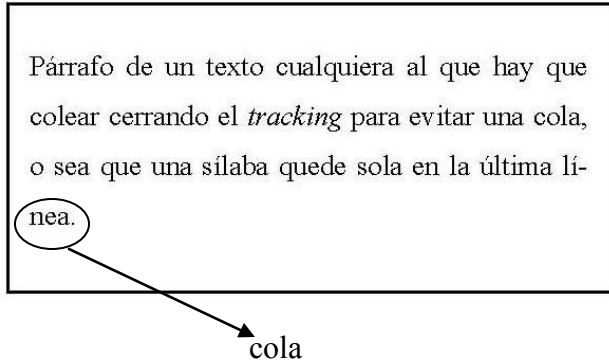 Párrafo de un texto cualquiera al que hay que
colear cerrando el tracking para evitar una cola,
o sea que una sílaba quede sola en la última lí-
nea.
cola